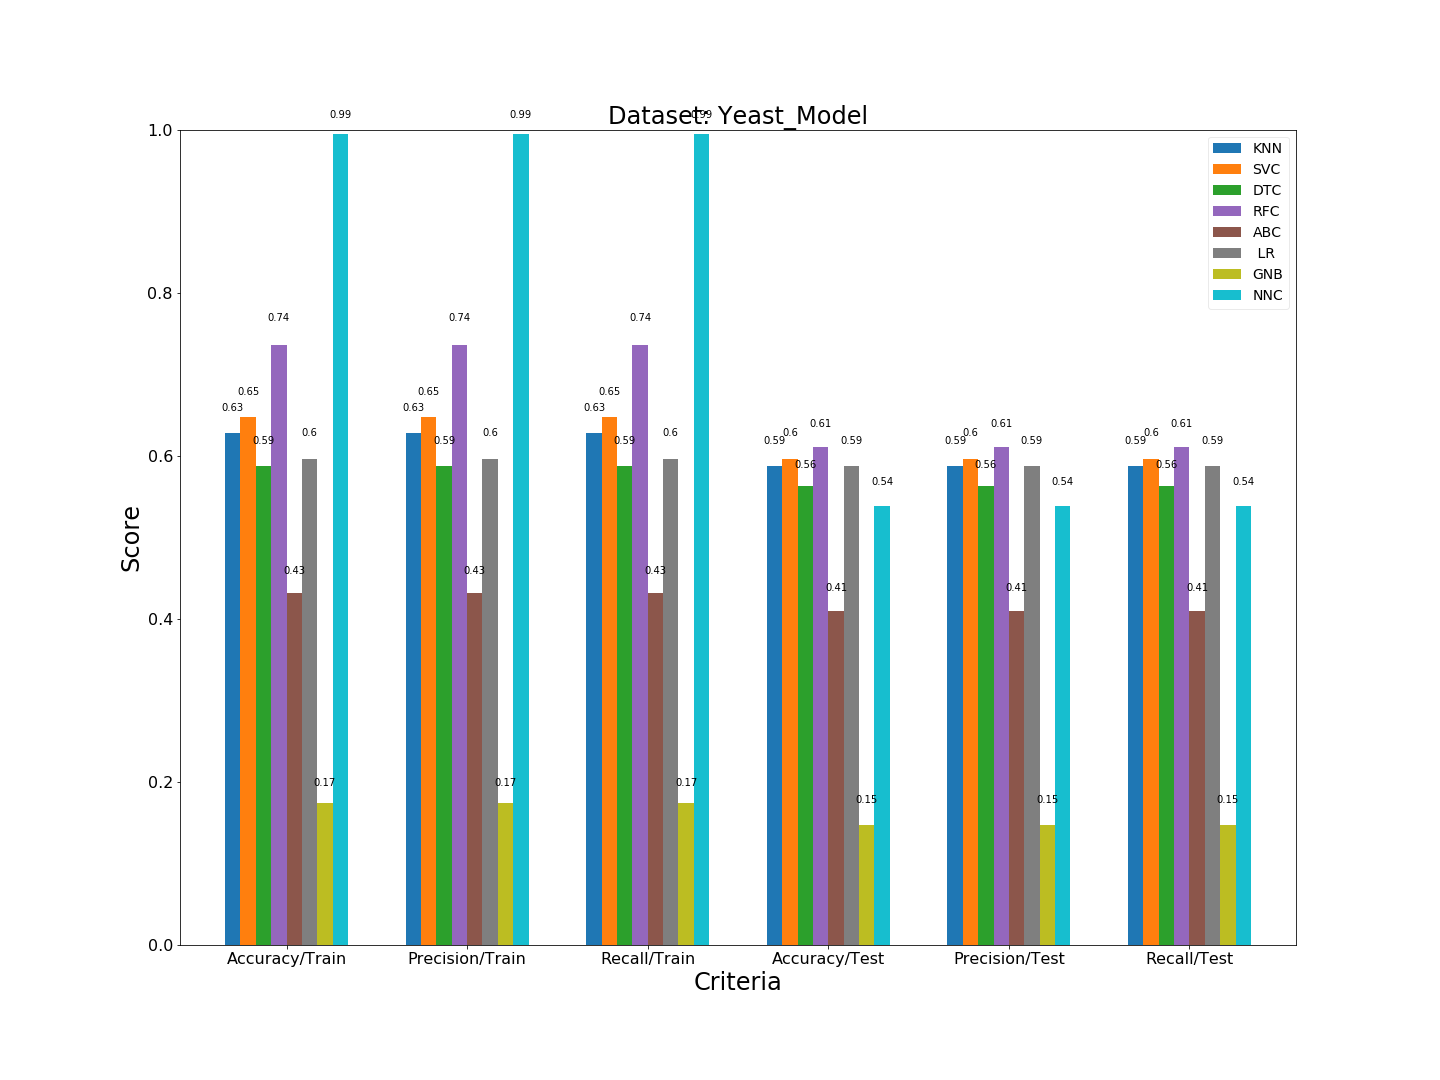 Dataset: Yeast_Model
0.99 0.99 0.99
1.0
0.8
0.6
0.4
0.2
0.0
Score
KNN
SVC
DTC
RFC
ABC
LR
GNB
NNC
0.63 0.65 0.59 0.74 0.43 0.6 0.17
0.63 0.65 0.59 0.74 0.43 0.6 0.17
0.63 0.65 0.59 0.74 0.43 0.6 0.17
0.59 0.6 0.56 0.61 0.41 0.59 0.15 0.54
0.59 0.6 0.56 0.61 0.41 0.59 0.15 0.54
0.59 0.6 0.56 0.61 0.41 0.59 0.15 0.54
Accuracy/Train Precision/Train Recall/Train Accuracy/Test Precision/Test Recall/Test
Criteria